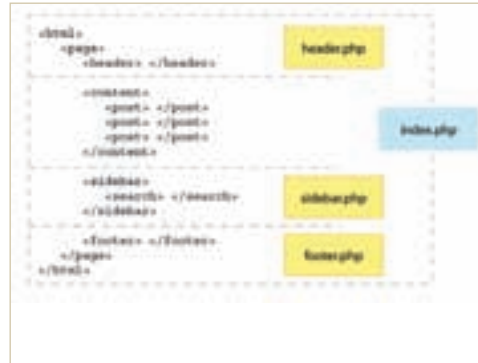 <html>
<page>
<header> </header>
header.php
<content>
<post> </post>
<post> </post>
<post> </post>
</content>
index.php
<sidebar>
<search> </search>
</sidebar>
sidebar.php
<footer> </footer>
</page>
</html>
footer.php